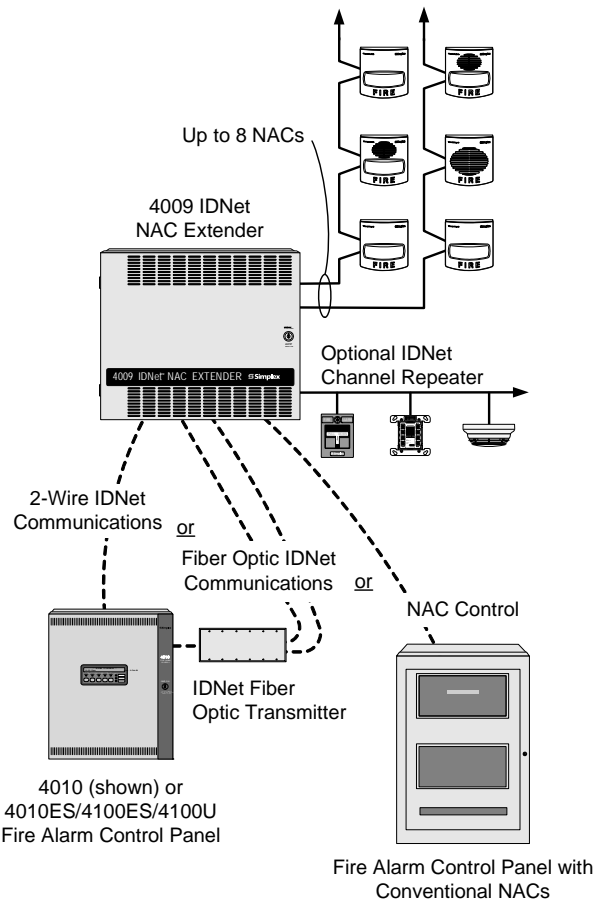 FIRE
FIRE
Up to 8 NACs
FIRE
FIRE
4009 IDNet
NAC Extender
FIRE
FIRE
4009 IDNet NAC EXTENDER Simplex
Optional IDNet
Channel Repeater
2-Wire IDNet
Communications
or
Fiber Optic IDNet
Communications
or
NAC Control
4010
IDNet Fiber
Optic Transmitter
4010 (shown) or
4010ES/4100ES/4100U
Fire Alarm Control Panel
Fire Alarm Control Panel with
Conventional NACs